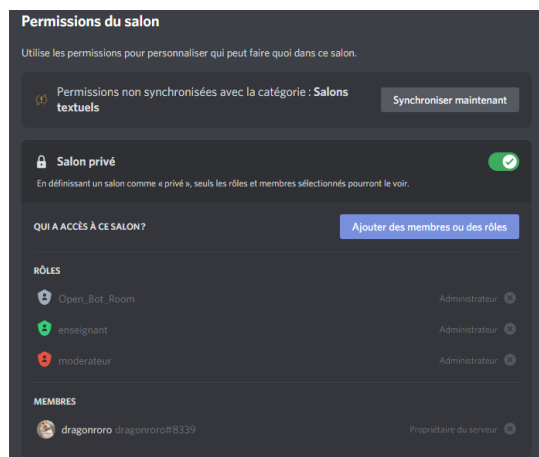 Permissions du salon
Utilise les permissions pour personnaliser qui peut faire quoi dans ce salon.
Permissions non synchronisées avec la catégorie : Salons
textuels
Synchroniser maintenant
Salon privé
En définissant un salon comme « privé », seuls les rôles et membres sélectionnés pourront le voir.
QUI A ACCÈS À CE SALON ?
Ajouter des membres ou des rôles
RÔLES
Open_Bot_Room Administrateur
enseignant Administrateur
moderateur Administrateur
MEMBRES
dragonroro dragonroro#8339 Propriétaire du serveur